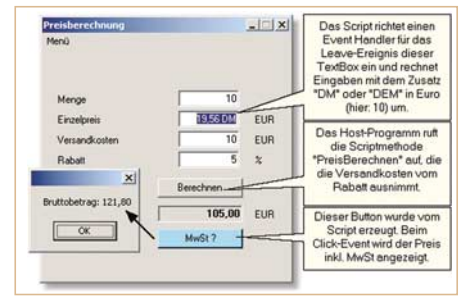 Preisberechnung
Menü
Menge 10
Einzelpreis 19,56 DM EUR
Versandkosten 10 EUR
Rabatt 5 %
Berechnen
105,00 EUR
MwSt ?
Bruttobetrag: 121,80
OK
Das Script richtet einen
Event Handler für das
Leave-Ereignis dieser
TextBox ein und rechnet
Eingaben mit dem Zusatz
"DM" oder "DEM" in Euro
(hier: 10) um.
Das Host-Programm ruft
die Scriptmethode
"PreisBerechnen" auf, die
die Versandkosten vom
Rabatt ausnimmt.
Dieser Button wurde vom
Script erzeugt. Beim
Click-Event wird der Preis
inkl. MwSt angezeigt.